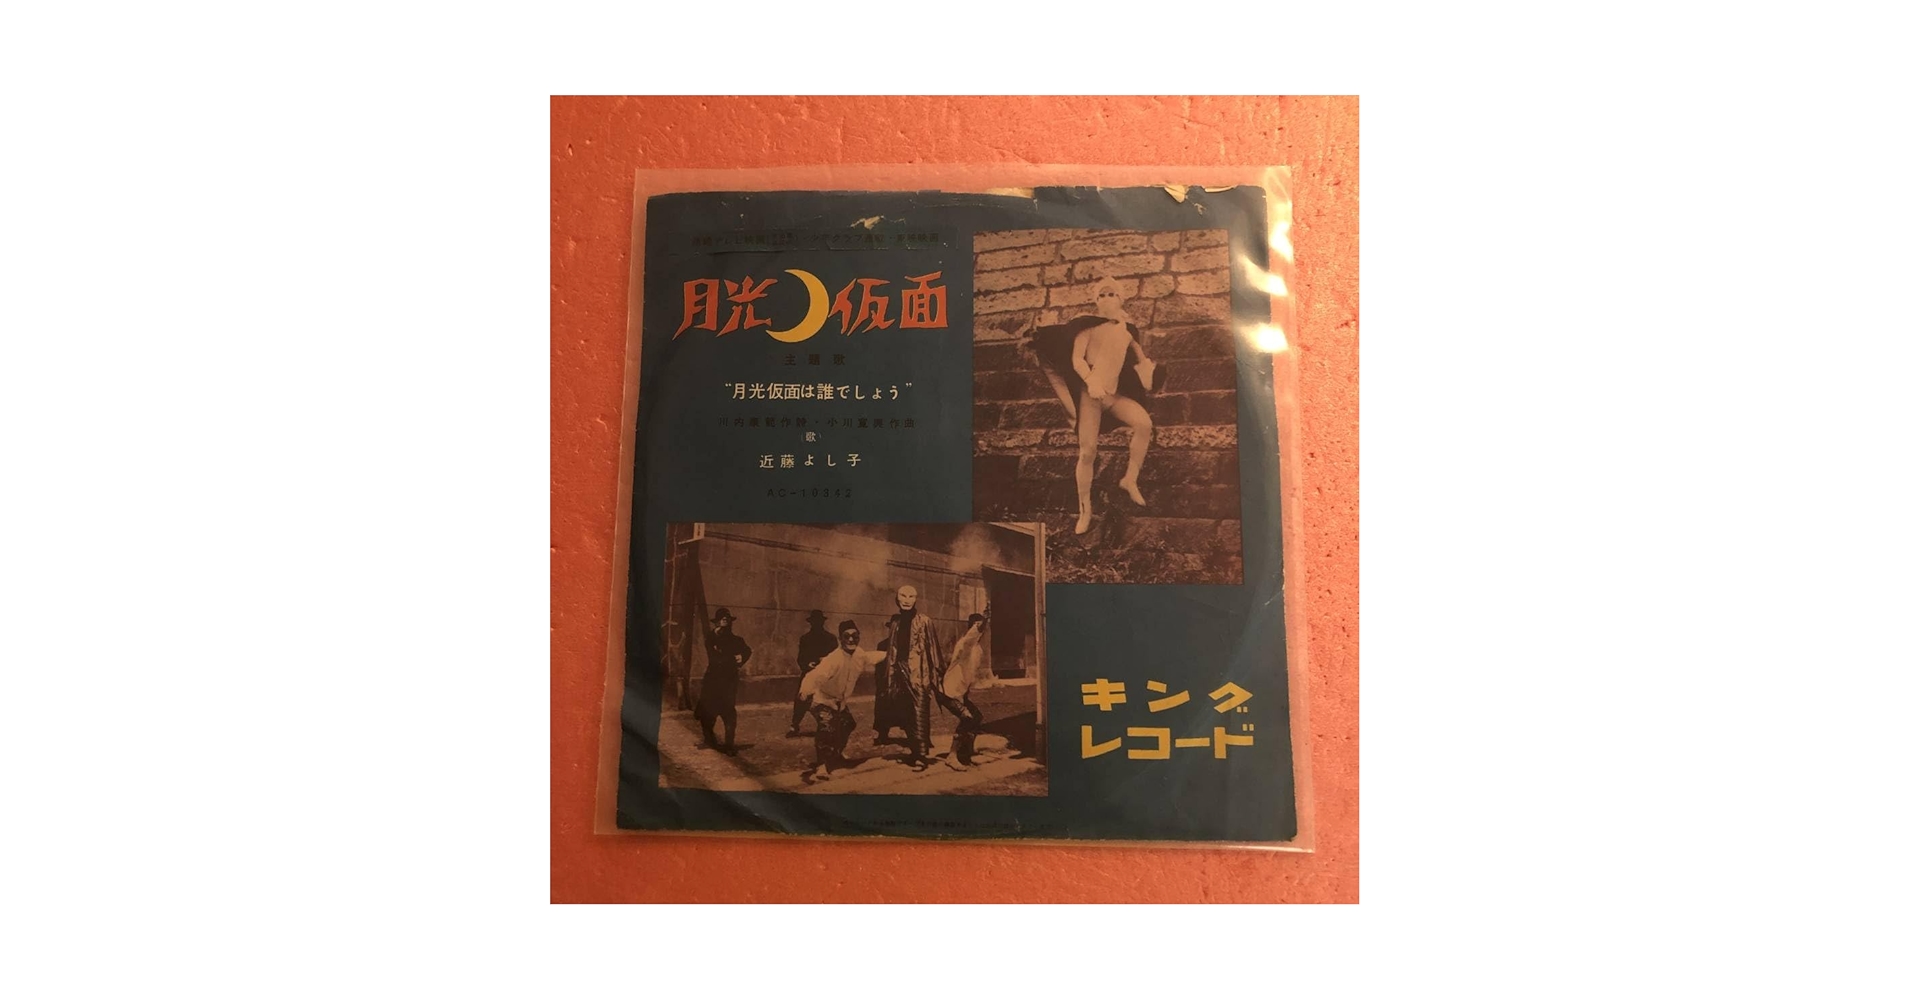 月光仮面
主題歌
“月光仮面は誰でしょう”
川内康範作詩・小川寛興作曲
(歌)
近藤よし子
AC-10342
キング
レコード